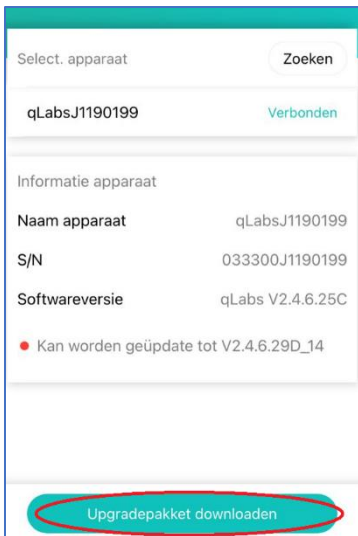 Select. apparaat Zoeken
qLabsJ1190199 Verbonden
Informatie apparaat
Naam apparaat qLabsJ1190199
S/N 033300J1190199
Softwareversie qLabs V2.4.6.25C
Kan worden geüpdate tot V2.4.6.29D_14
Upgradepakket downloaden